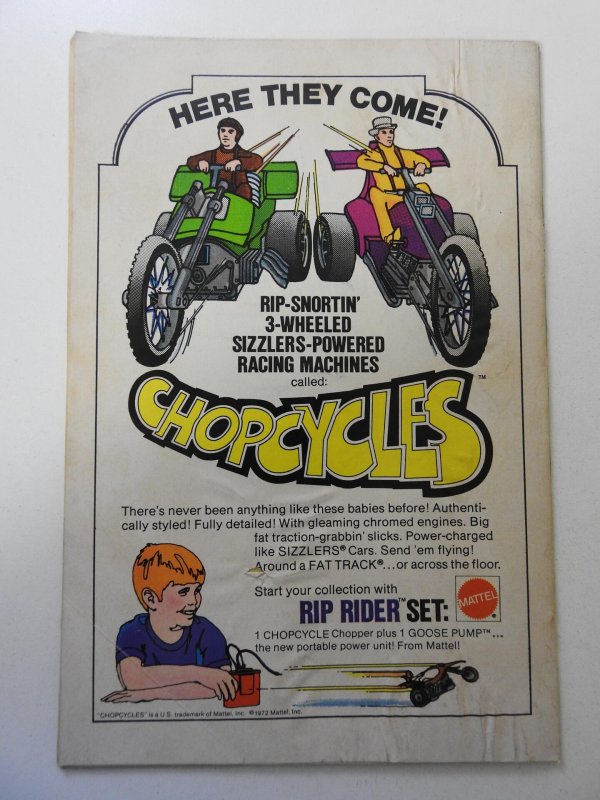 HERE THEY COME!
RIP-SNORTIN'
3-WHEELED
SIZZLERS-POWERED
RACING MACHINES
called:
CHOPCYCLES™
There's never been anything like these babies before! Authenti-
cally styled! Fully detailed! With gleaming chromed engines. Big
fat traction-grabbin' slicks. Power-charged
like SIZZLERS® Cars. Send 'em flying!
Around a FAT TRACK®...or across the floor.
Start your collection with
RIP RIDER™ SET:
MATTEL®
1 CHOPCYCLE Chopper plus 1 GOOSE PUMP™...
the new portable power unit! From Mattel!
"CHOPCYCLES" is a U.S. trademark of Mattel, Inc. ©1972 Mattel, Inc.